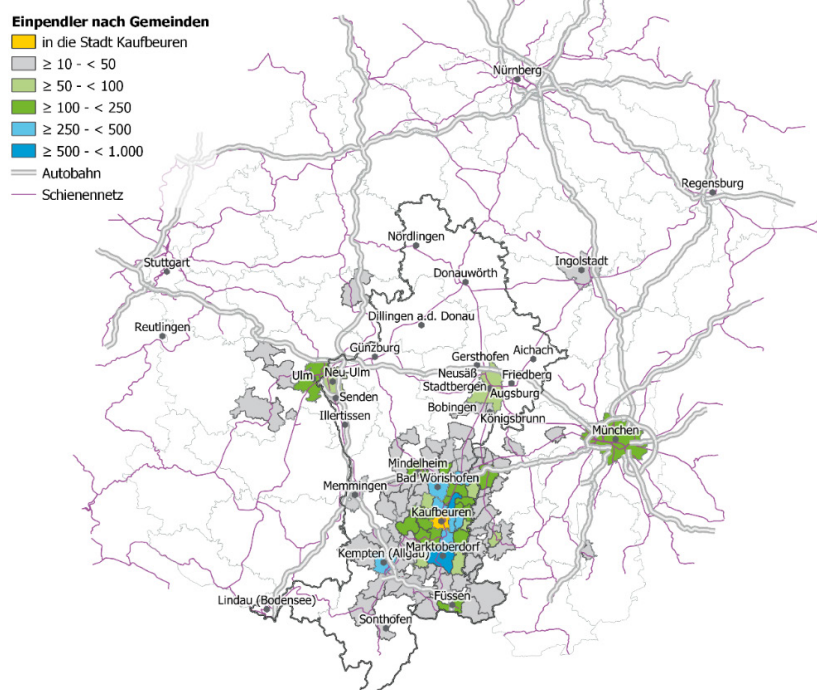 Einpendler nach Gemeinden
in die Stadt Kaufbeuren
≥ 10 - < 50
≥ 50 - < 100
≥ 100 - < 250
≥ 250 - < 500
≥ 500 - < 1.000
Autobahn
Schienennetz
Nürnberg
Regensburg
Nördlingen
Stuttgart
Ingolstadt
Donauwörth
Dillingen a.d. Donau
Reutlingen
Günzburg
Gersthofen
Aichach
Neusäß
Ulm
Neu-Ulm
Friedberg
Stadtbergen
Augsburg
Senden
Bobingen
Königsbrunn
Illertissen
München
Mindelheim
Bad Wörishofen
Memmingen
Kaufbeuren
Marktoberdorf
Kempten (Allgäu)
Füssen
Lindau (Bodensee)
Sonthofen